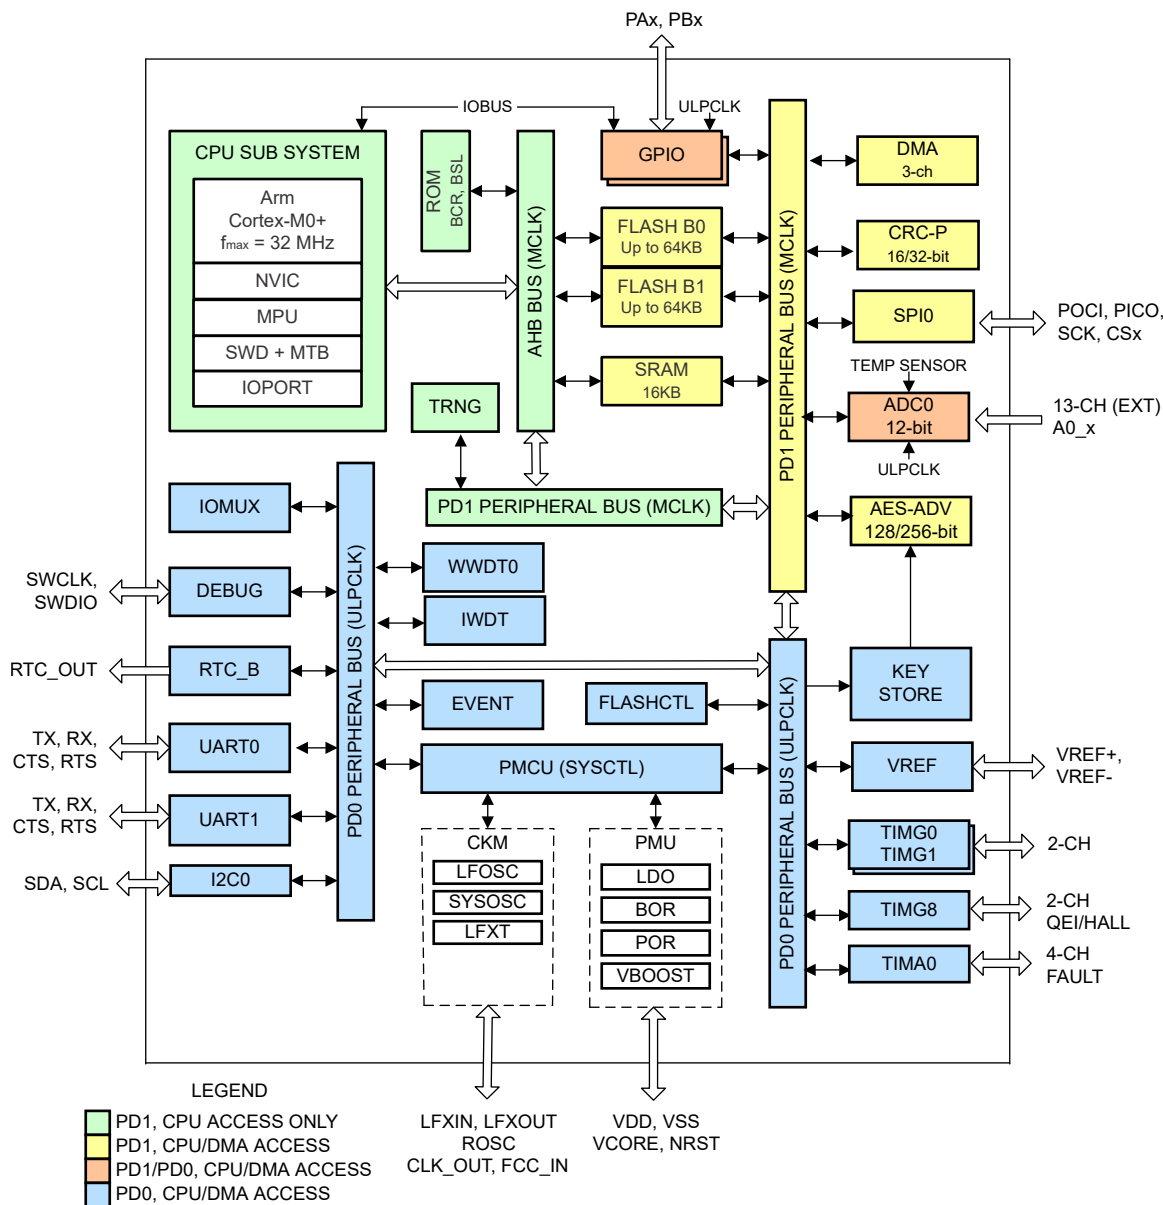 PAx, PBx
IOBUS
ULPCLK
CPU SUB SYSTEM
Arm
Cortex-M0+
fmax = 32 MHz
NVIC
MPU
SWD + MTB
IOPORT
ROM
BCR, BSL
AHB BUS (MCLK)
GPIO
FLASH B0
Up to 64KB
FLASH B1
Up to 64KB
SRAM
16KB
TRNG
PD1 PERIPHERAL BUS (MCLK)
PD1 PERIPHERAL BUS (MCLK)
DMA
3-ch
CRC-P
16/32-bit
SPI0
POCI, PICO,
SCK, CSx
TEMP SENSOR
ADC0
12-bit
13-CH (EXT)
A0_x
ULPCLK
AES-ADV
128/256-bit
IOMUX
SWCLK,
SWDIO
DEBUG
RTC_OUT
RTC_B
TX, RX,
CTS, RTS
UART0
TX, RX,
CTS, RTS
UART1
SDA, SCL
I2C0
PD0 PERIPHERAL BUS (ULPCLK)
WWDT0
IWDT
EVENT
FLASHCTL
PMCU (SYSCTL)
CKM
LFOSC
SYSOSC
LFXT
PMU
LDO
BOR
POR
VBOOST
PD0 PERIPHERAL BUS (ULPCLK)
KEY
STORE
VREF
VREF+,
VREF-
TIMG0
TIMG1
2-CH
TIMG8
2-CH
QEI/HALL
TIMA0
4-CH
FAULT
LFXIN, LFXOUT
ROSC
CLK_OUT, FCC_IN
VDD, VSS
VCORE, NRST
LEGEND
PD1, CPU ACCESS ONLY
PD1, CPU/DMA ACCESS
PD1/PD0, CPU/DMA ACCESS
PD0, CPU/DMA ACCESS